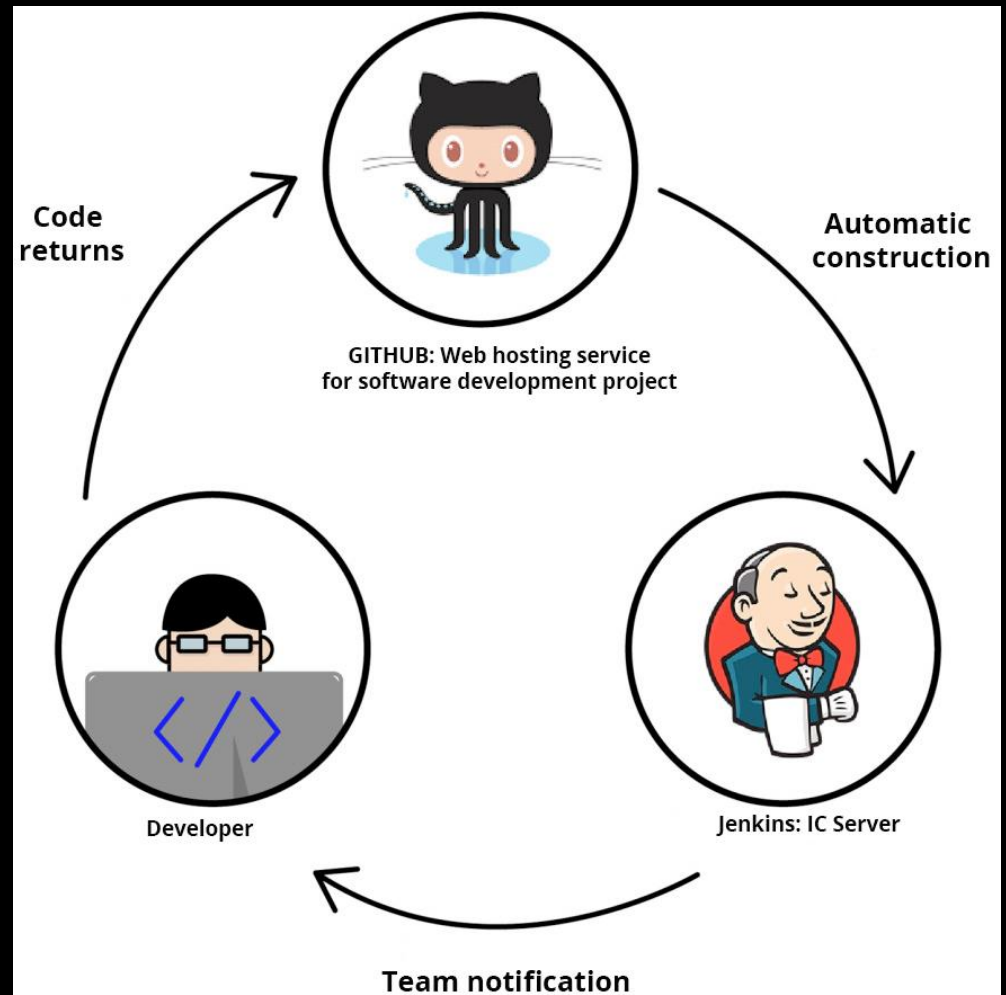 Code
returns
Automatic
construction
GITHUB: Web hosting service
for software development project
</>
Developer
Jenkins: IC Server
Team notification